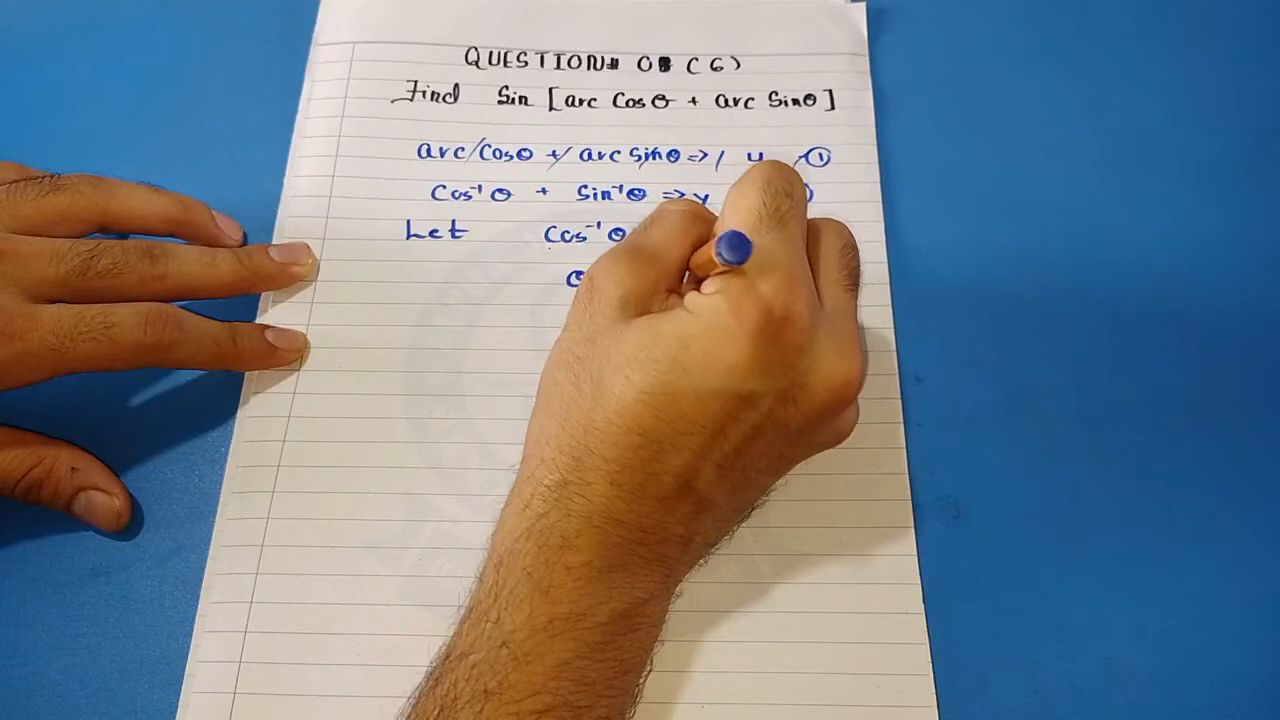 QUESTION# 0 (6)
Find Sin [arc Cosθ + arc Sinθ]
arc Cosθ + arc sinθ => y ①
Cos⁻¹θ + Sin⁻¹θ => y
Let Cos⁻¹θ